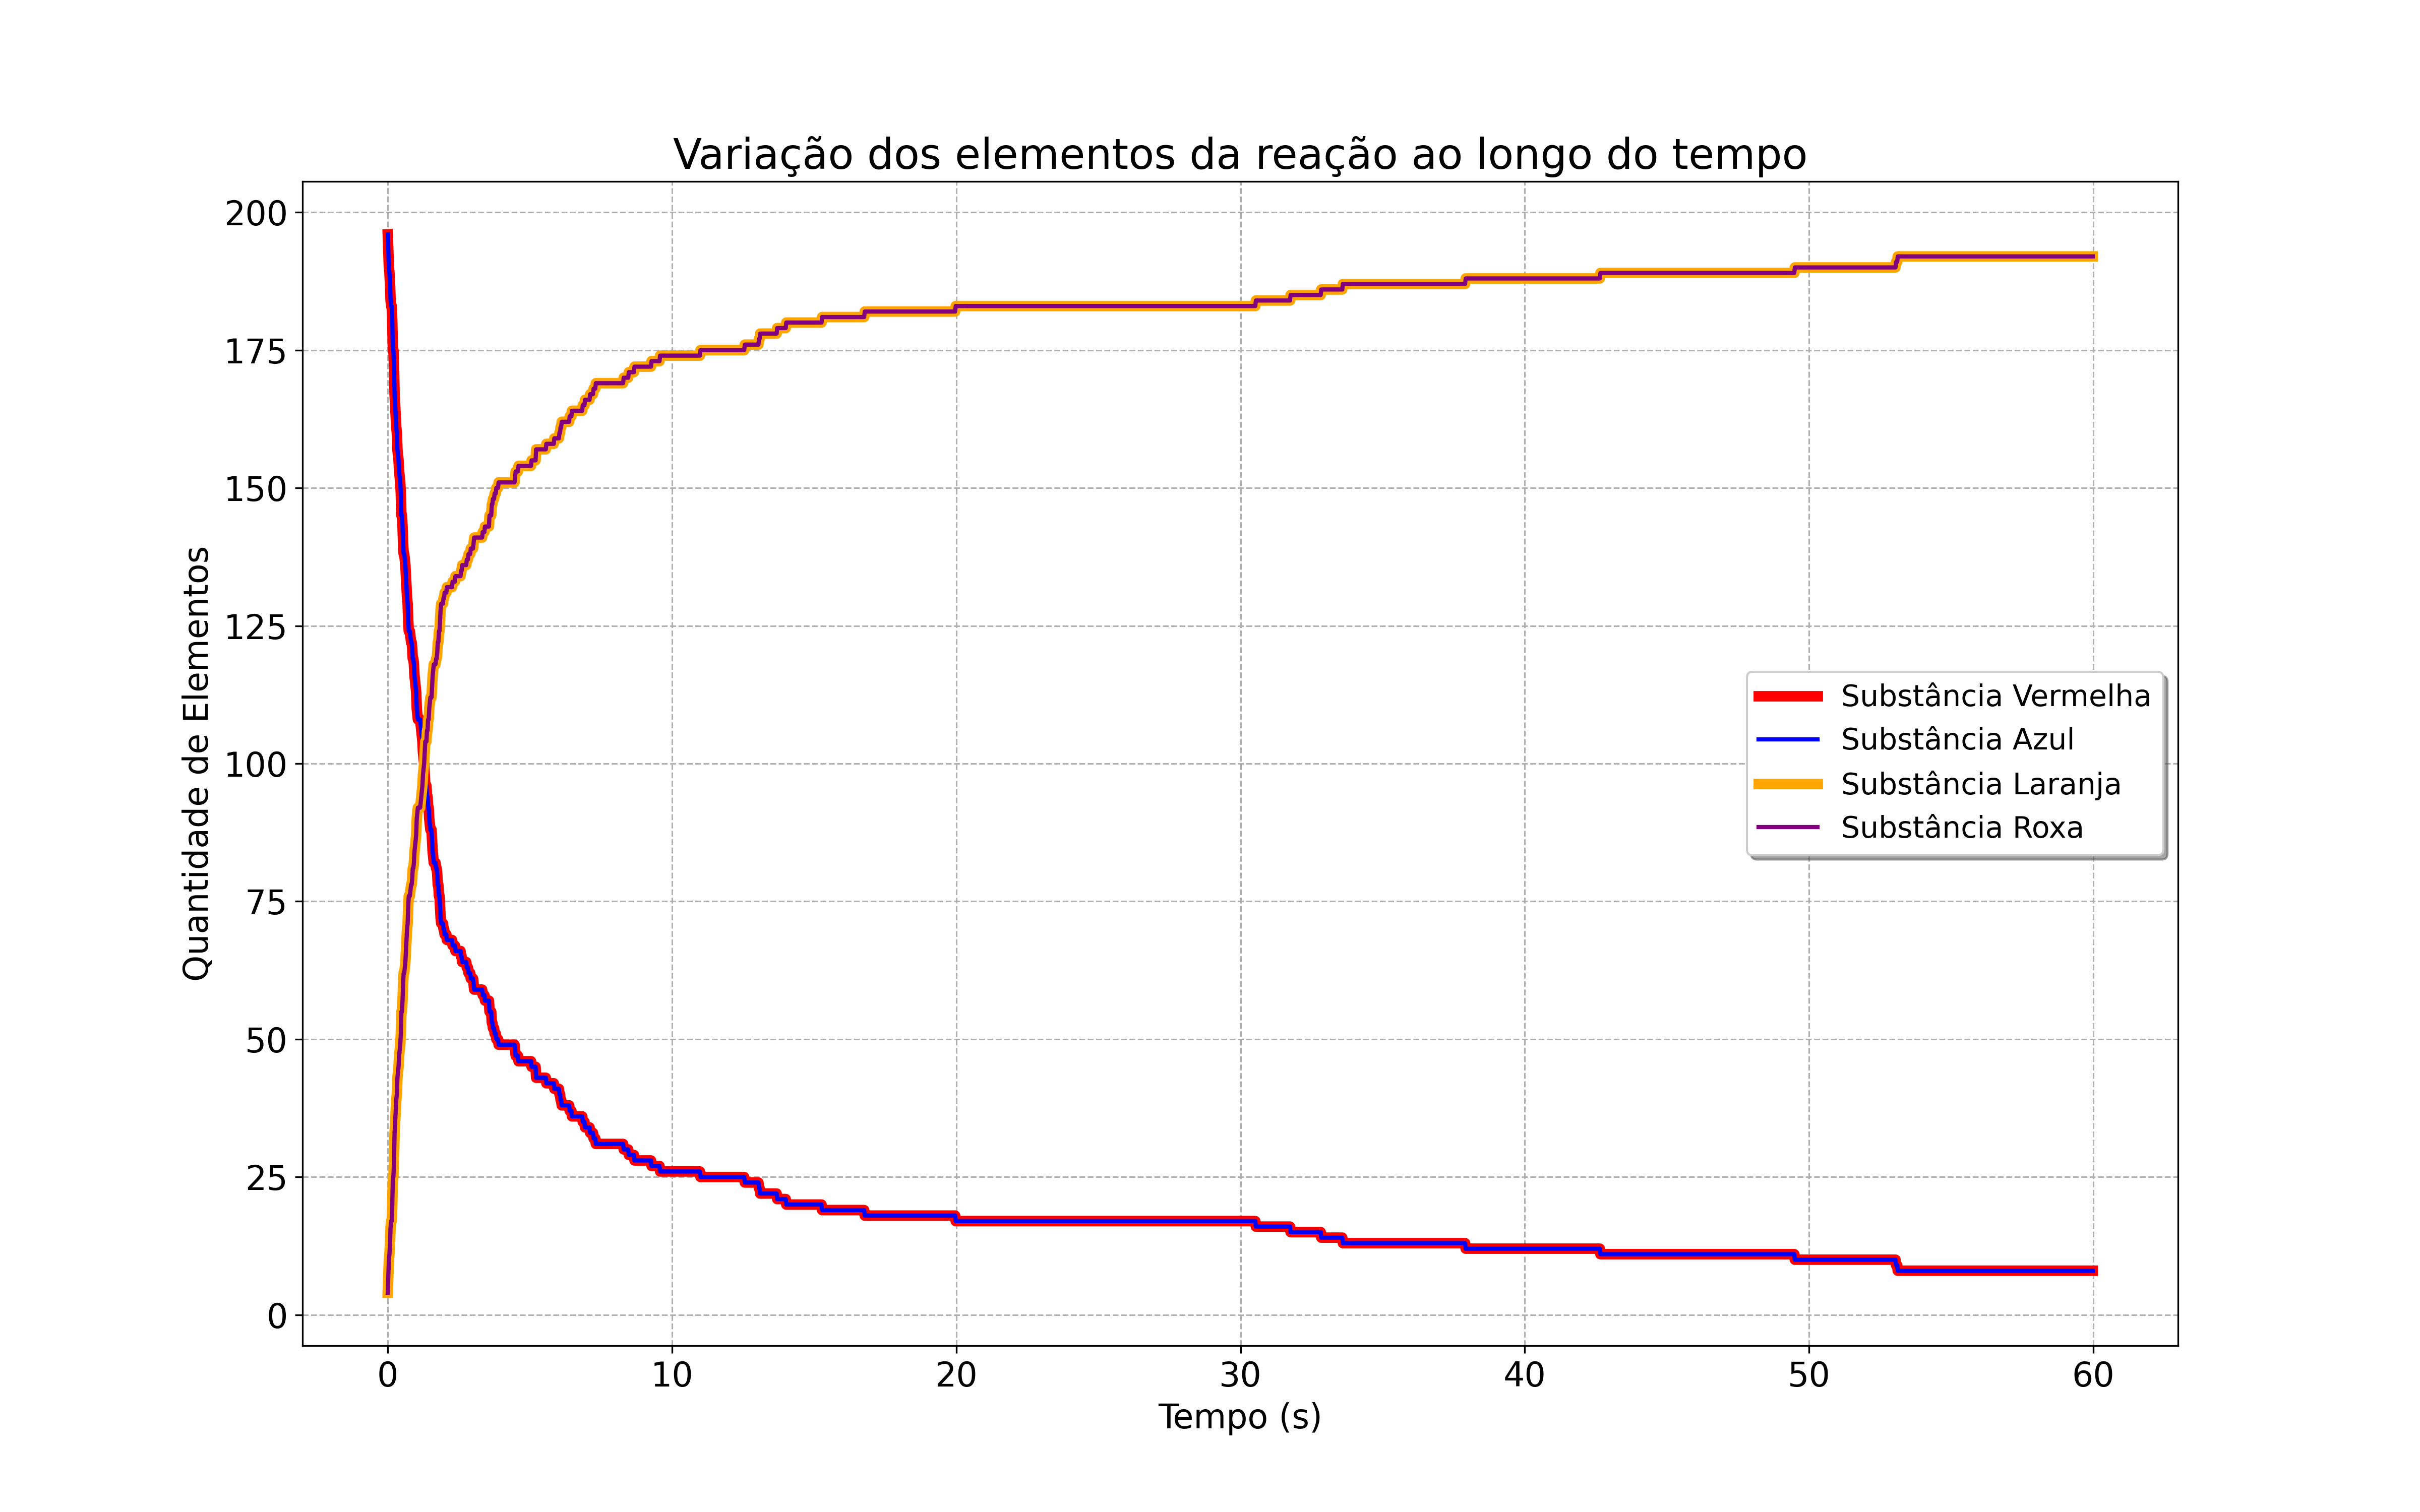 Variação dos elementos da reação ao longo do tempo
Quantidade de Elementos
200
175
150
125
100
75
50
25
0
Substância Vermelha
Substância Azul
Substância Laranja
Substância Roxa
0 10 20 30 40 50 60
Tempo (s)